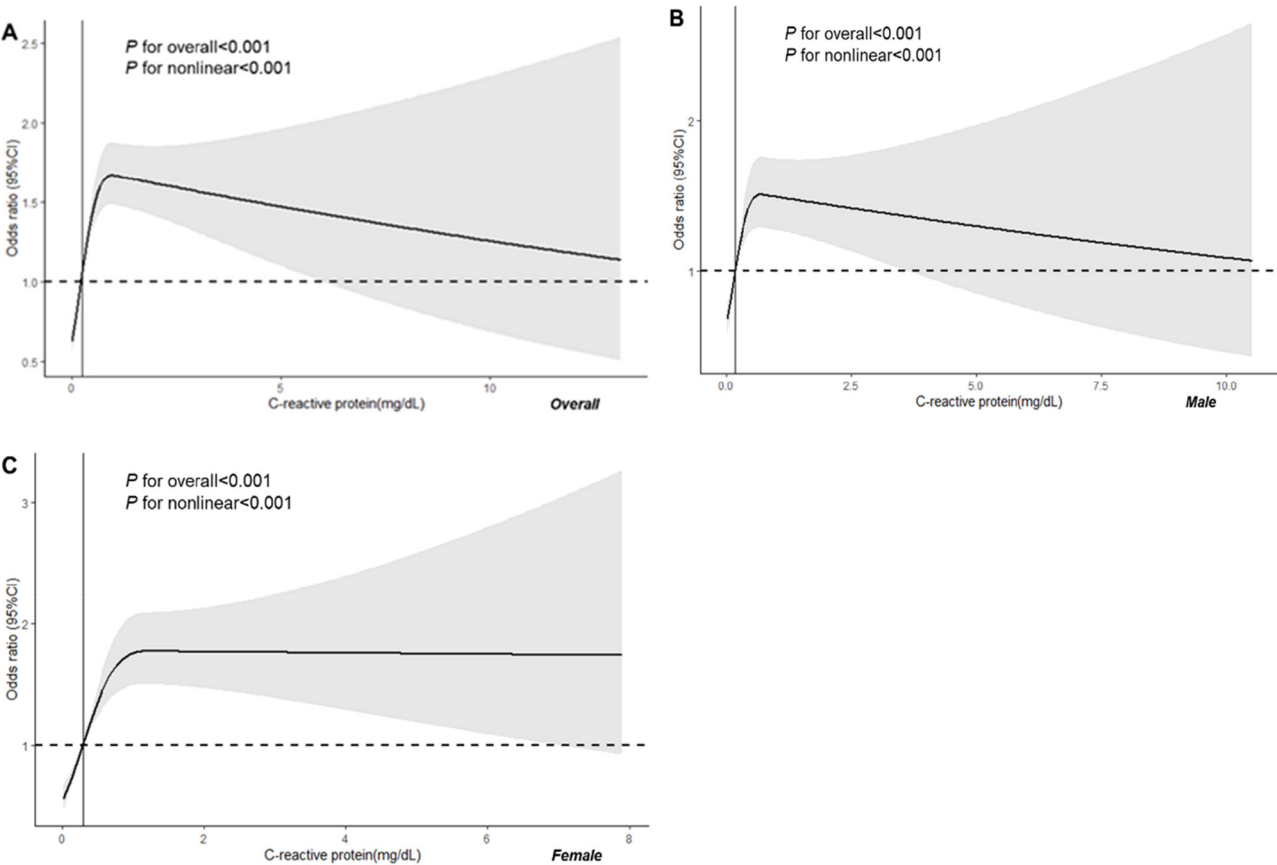 A
P for overall<0.001
P for nonlinear<0.001
Odds ratio (95%CI)
2.5
2.0
1.5
1.0
0.5
0
5
10
C-reactive protein(mg/dL)
Overall
B
P for overall<0.001
P for nonlinear<0.001
Odds ratio (95%CI)
2
1
0.0
2.5
5.0
7.5
10.0
C-reactive protein(mg/dL)
Male
C
P for overall<0.001
P for nonlinear<0.001
Odds ratio (95%CI)
3
2
1
0
2
4
6
8
C-reactive protein(mg/dL)
Female